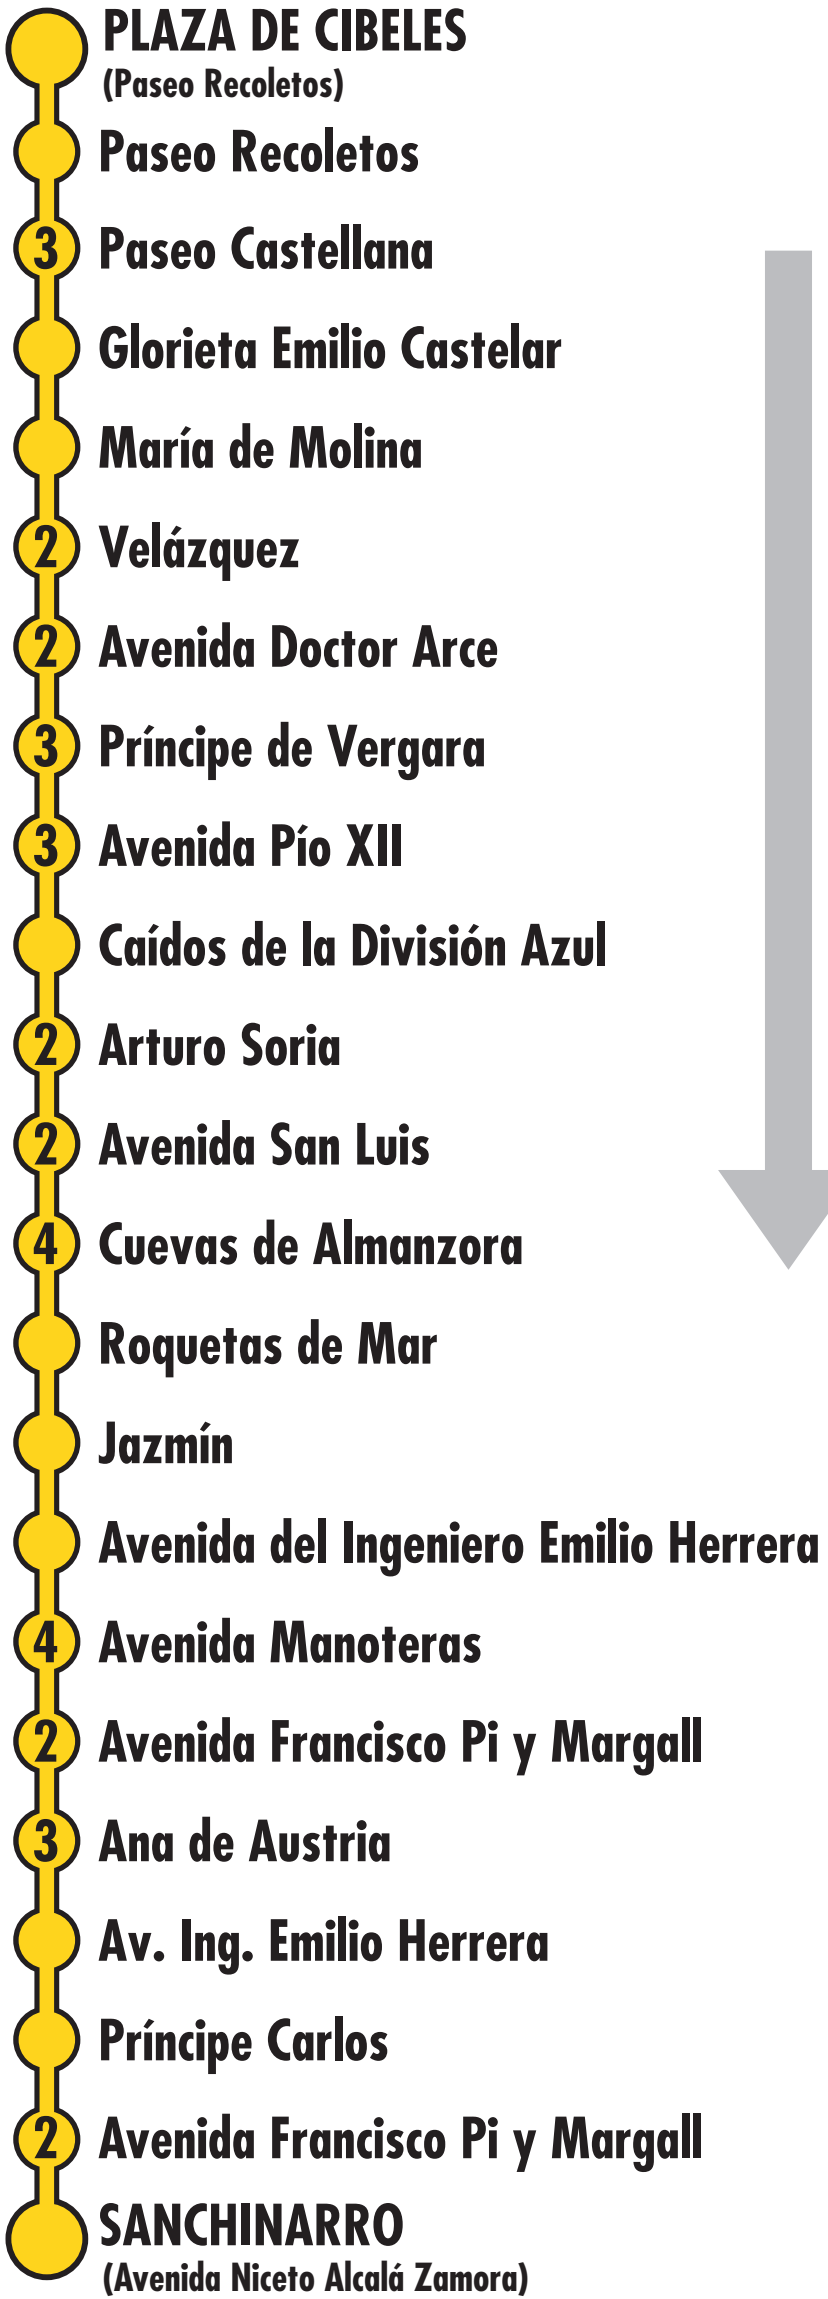 PLAZA DE CIBELES
(Paseo Recoletos)
Paseo Recoletos
3 Paseo Castellana
Glorieta Emilio Castelar
María de Molina
2 Velázquez
2 Avenida Doctor Arce
3 Príncipe de Vergara
3 Avenida Pío XII
Caídos de la División Azul
2 Arturo Soria
2 Avenida San Luis
4 Cuevas de Almanzora
Roquetas de Mar
Jazmín
Avenida del Ingeniero Emilio Herrera
4 Avenida Manoteras
2 Avenida Francisco Pi y Margall
3 Ana de Austria
Av. Ing. Emilio Herrera
Príncipe Carlos
2 Avenida Francisco Pi y Margall
SANCHINARRO
(Avenida Niceto Alcalá Zamora)